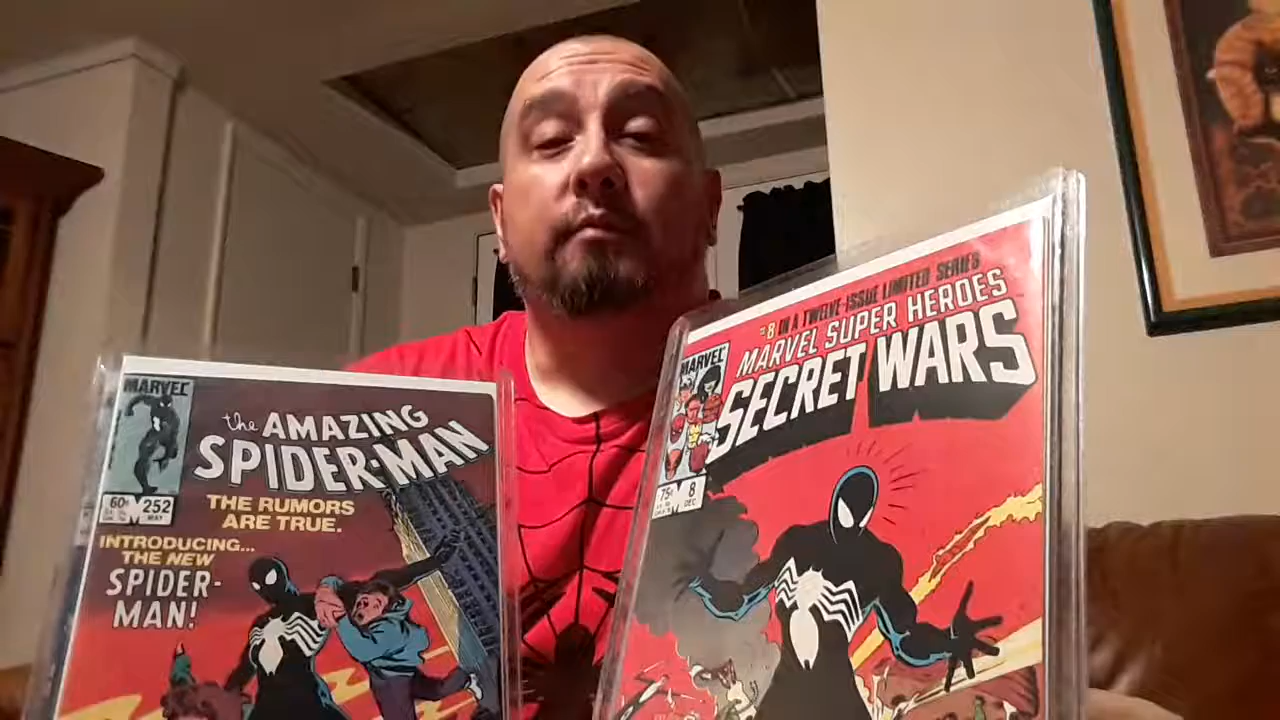 MARVEL
the AMAZING
SPIDER-MAN
60¢
252
MAY
THE RUMORS
ARE TRUE.
INTRODUCING...
THE NEW
SPIDER-
MAN!
#8 IN A TWELVE-ISSUE LIMITED SERIES
MARVEL SUPER HEROES
SECRET WARS
MARVEL
75¢
8
DEC